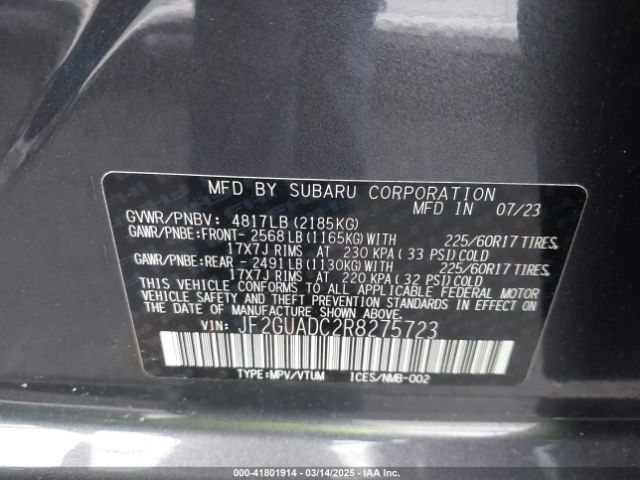 MFD BY SUBARU CORPORATION
MFD IN 07/23
GVWR/PNBV: 4817LB (2185KG)
GAWR/PNBE:FRONT- 2568LB(1165KG)WITH 225/60R17 TIRES,
17X7J RIMS AT 230 KPA (33 PSI)COLD
GAWR/PNBE:REAR - 2491LB(1130KG)WITH 225/60R17 TIRES,
17X7J RIMS AT 220 KPA (32 PSI)COLD
THIS VEHICLE CONFORMS TO ALL APPLICABLE FEDERAL MOTOR
VEHICLE SAFETY AND THEFT PREVENTION STANDARDS IN EFFECT ON
THE DATE OF MANUFACTURE SHOWN ABOVE.
VIN: JF2GUADC2R8275723
TYPE:MPV/VTUM ICES/NMB-002
000-41801914 - 03/14/2025 - IAA Inc.